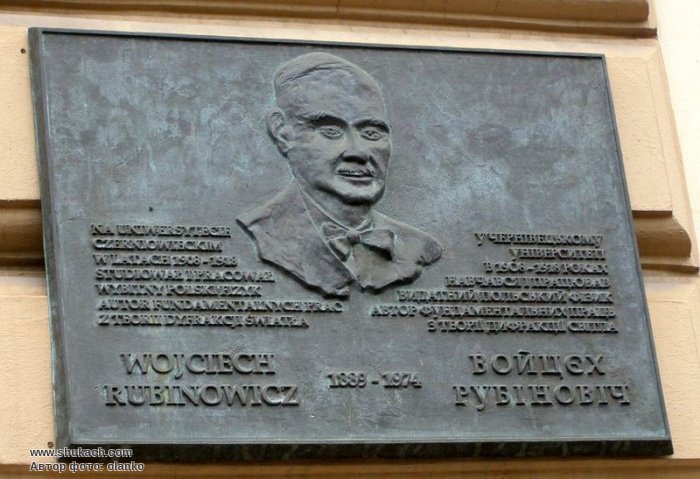 NA UNIWERSYTECIE
CZERNIOWIECKIM
W LATACH 1908 - 1918
STUDIOWAŁ I PRACOWAŁ
WYBITNY POLSKI FIZYK
AUTOR FUNDAMENTALNYCH PRAC
Z TEORII DYFRAKCJI ŚWIATŁA
У ЧЕРНІВЕЦЬКОМУ
УНІВЕРСИТЕТІ
В 1908 - 1918 РОКАХ
НАВЧАВСЯ І ПРАЦЮВАВ
ВИДАТНИЙ ПОЛЬСЬКИЙ ФІЗИК
АВТОР ФУНДАМЕНТАЛЬНИХ ПРАЦЬ
З ТЕОРІЇ ДИФРАКЦІЇ СВІТЛА
WOJCIECH
RUBINOWICZ
1889 - 1974
ВОЙЦЄХ
РУБІНОВІЧ
www.shukach.com
Автор фото: olanko